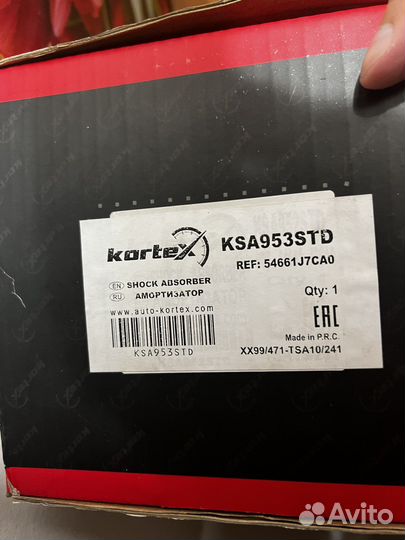 kortex
KSA953STD
REF: 54661J7CA0
EN SHOCK ABSORBER
RU АМОРТИЗАТОР
Qty: 1
www.auto-kortex.com
KSA953STD
EAC
Made in P.R.C.
XX99/471-TSA10/241
Avito